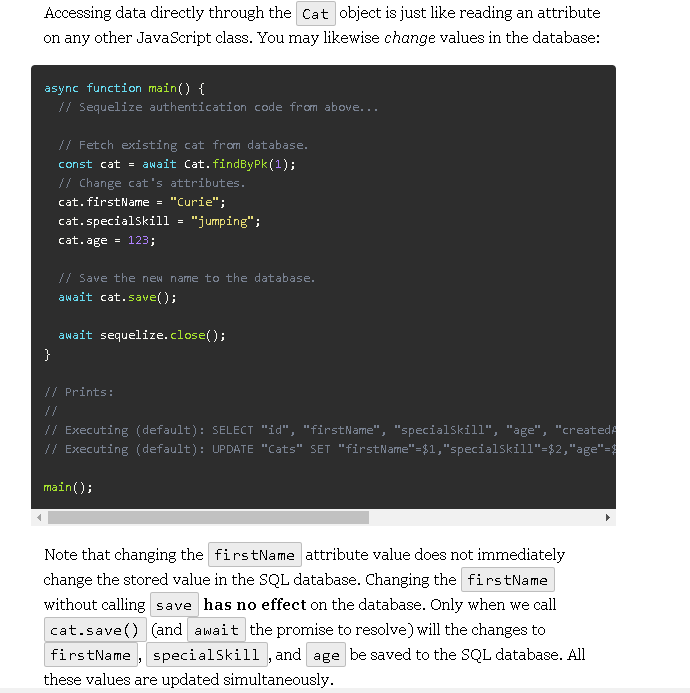 Accessing data directly through the Cat object is just like reading an attribute
on any other JavaScript class. You may likewise change values in the database:
async function main() {
// Sequelize authentication code from above...
// Fetch existing cat from database.
const cat = await Cat.findByPk(1);
// Change cat's attributes.
cat.firstName = "Curie";
cat.specialSkill = "jumping";
cat.age = 123;
// Save the new name to the database.
await cat.save();
await sequelize.close();
}
// Prints:
//
// Executing (default): SELECT "id", "firstName", "specialSkill", "age", "created
// Executing (default): UPDATE "Cats" SET "firstName"=$1,"specialSkill"=$2,"age"=$
main();
Note that changing the firstName attribute value does not immediately
change the stored value in the SQL database. Changing the firstName
without calling save has no effect on the database. Only when we call
cat.save() (and await the promise to resolve) will the changes to
firstName, specialSkill, and age be saved to the SQL database. All
these values are updated simultaneously.